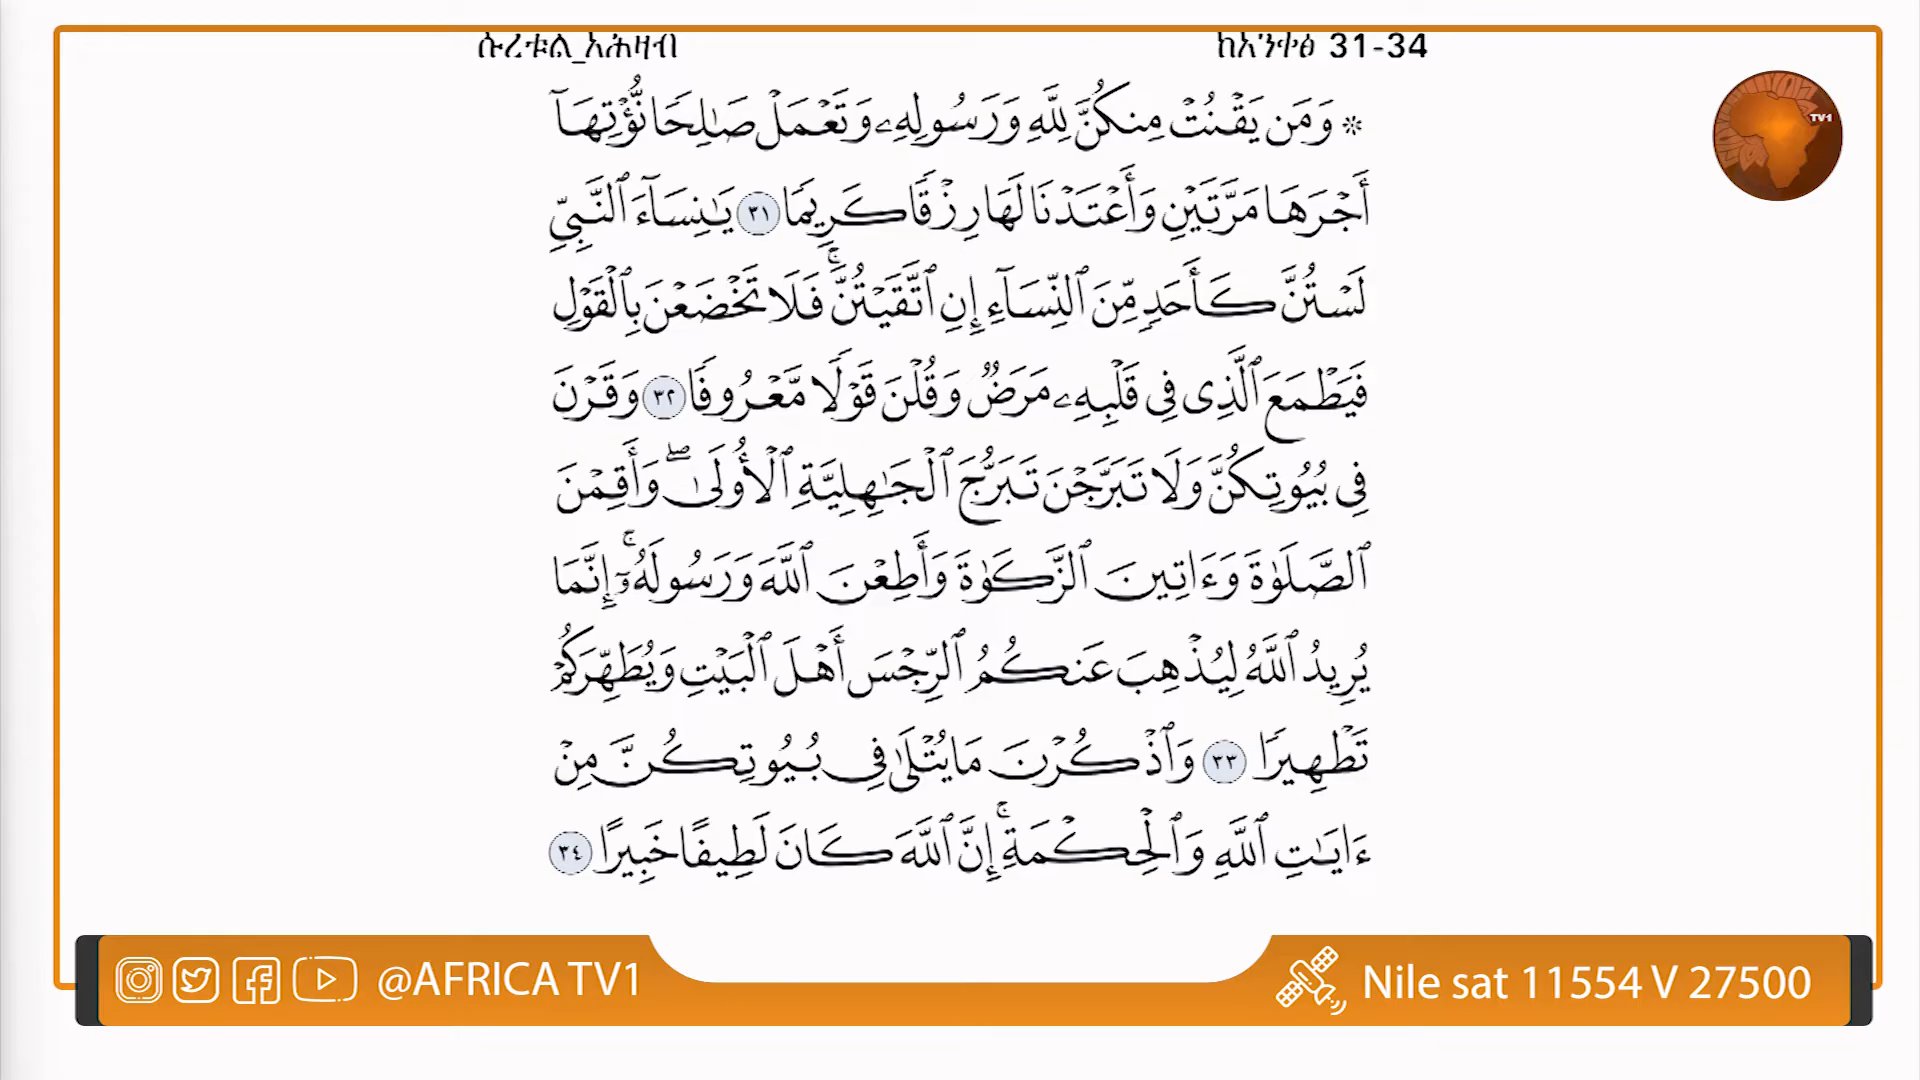 ሱረቱል_አሕዛብ
ከአንቀፅ 31-34
TV1
۞ وَمَن يَقْنُتْ مِنكُنَّ لِلَّهِ وَرَسُولِهِۦ وَتَعْمَلْ صَٰلِحًا نُّؤْتِهَآ
أَجْرَهَا مَرَّتَيْنِ وَأَعْتَدْنَا لَهَا رِزْقًا كَرِيمًا ٣١ يَٰنِسَآءَ ٱلنَّبِىِّ
لَسْتُنَّ كَأَحَدٍ مِّنَ ٱلنِّسَآءِ إِنِ ٱتَّقَيْتُنَّ ۚ فَلَا تَخْضَعْنَ بِٱلْقَوْلِ
فَيَطْمَعَ ٱلَّذِى فِى قَلْبِهِۦ مَرَضٌ وَقُلْنَ قَوْلًا مَّعْرُوفًا ٣٢ وَقَرْنَ
فِى بُيُوتِكُنَّ وَلَا تَبَرَّجْنَ تَبَرُّجَ ٱلْجَٰهِلِيَّةِ ٱلْأُولَىٰ ۖ وَأَقِمْنَ
ٱلصَّلَوٰةَ وَءَاتِينَ ٱلزَّكَوٰةَ وَأَطِعْنَ ٱللَّهَ وَرَسُولَهُۥٓ ۚ إِنَّمَا
يُرِيدُ ٱللَّهُ لِيُذْهِبَ عَنكُمُ ٱلرِّجْسَ أَهْلَ ٱلْبَيْتِ وَيُطَهِّرَكُمْ
تَطْهِيرًا ٣٣ وَٱذْكُرْنَ مَا يُتْلَىٰ فِى بُيُوتِكُنَّ مِنْ
ءَايَٰتِ ٱللَّهِ وَٱلْحِكْمَةِ ۚ إِنَّ ٱللَّهَ كَانَ لَطِيفًا خَبِيرًا ٣٤
@AFRICA TV1
Nile sat 11554 V 27500